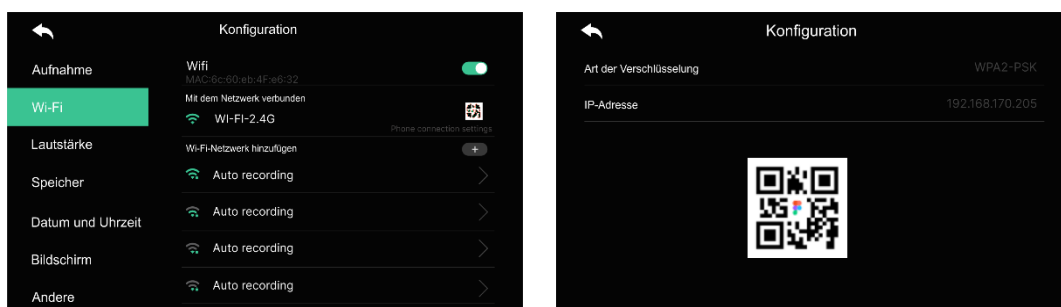 Konfiguration
Aufnahme
Wi-Fi
Lautstärke
Speicher
Datum und Uhrzeit
Bildschirm
Andere
Wifi
MAC:6c:60:eb:4F:e6:32
Mit dem Netzwerk verbunden
WI-FI-2.4G
Phone connection settings
Wi-Fi-Netzwerk hinzufügen
+
Auto recording
Auto recording
Auto recording
Auto recording
Konfiguration
Art der Verschlüsselung WPA2-PSK
IP-Adresse 192.168.170.205